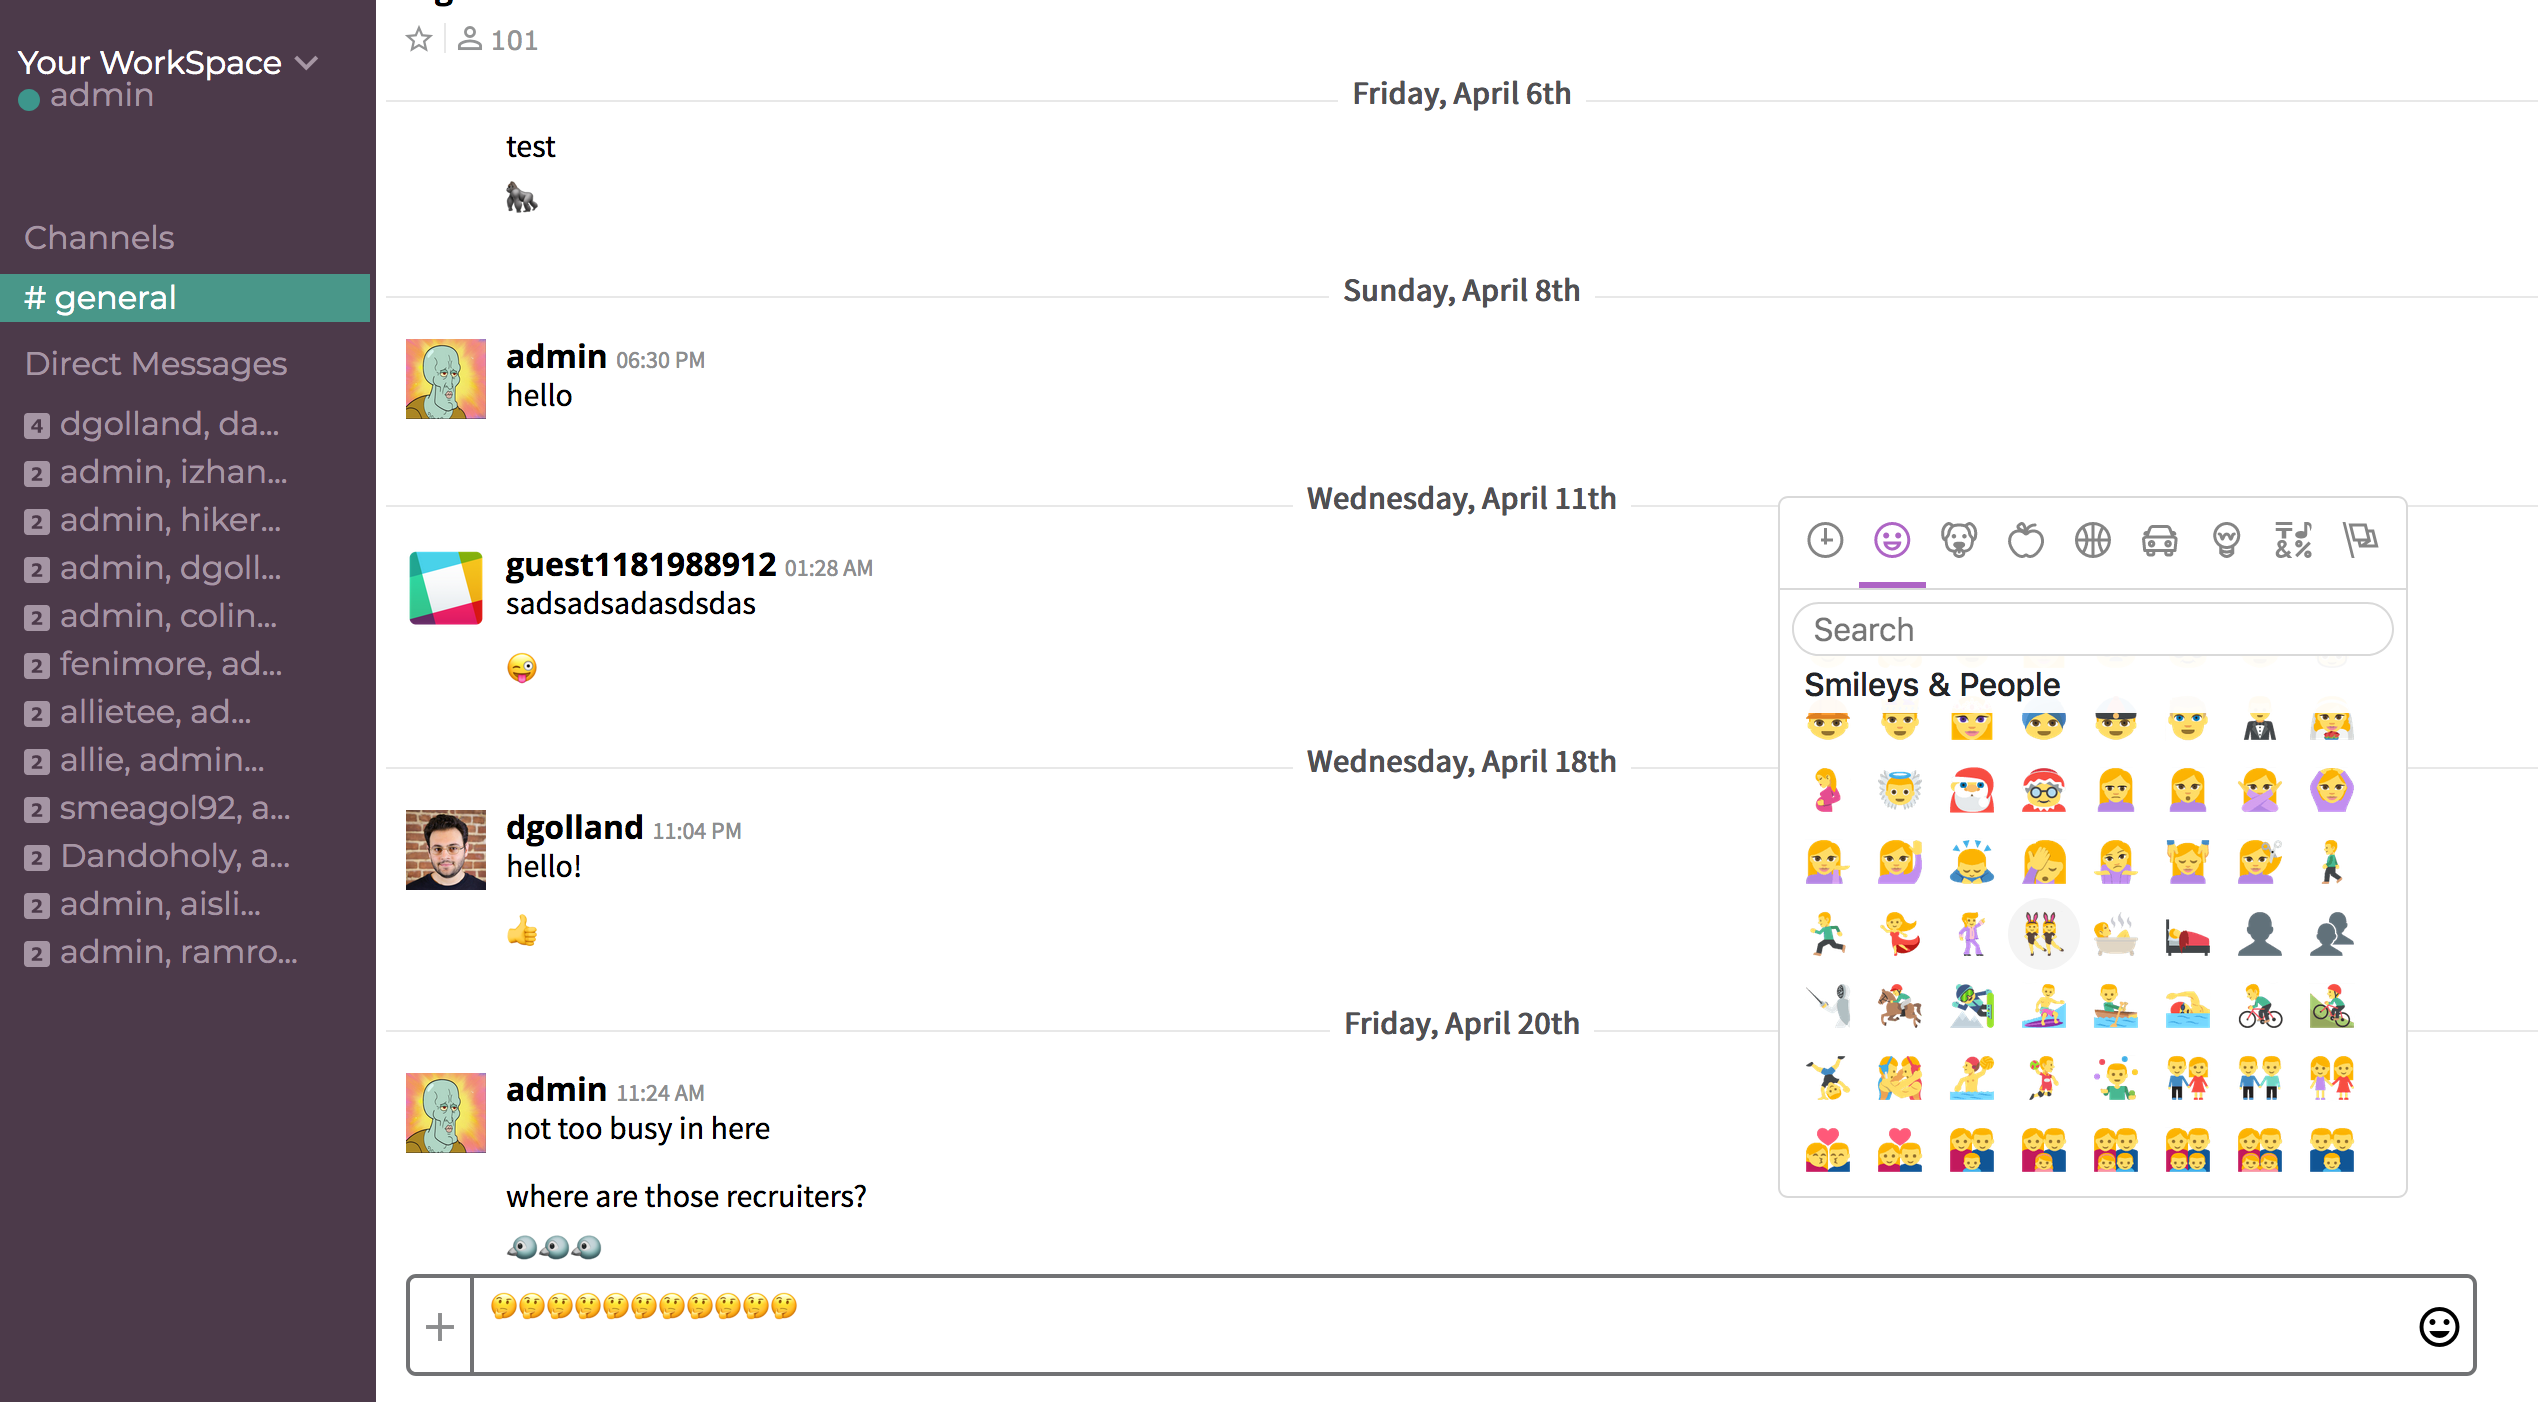 Your WorkSpace
admin
Channels
# general
Direct Messages
4 dgolland, da...
2 admin, izhan...
2 admin, hiker...
2 admin, dgoll...
2 admin, colin...
2 fenimore, ad...
2 allietee, ad...
2 allie, admin...
2 smeagol92, a...
2 Dandoholy, a...
2 admin, aisli...
2 admin, ramro...
101
Friday, April 6th
test
🦍
Sunday, April 8th
admin 06:30 PM
hello
Wednesday, April 11th
guest1181988912 01:28 AM
sadsadsadasdsdas
😜
Wednesday, April 18th
dgolland 11:04 PM
hello!
👍
Friday, April 20th
admin 11:24 AM
not too busy in here
where are those recruiters?
🐦🐦🐦
🤔🤔🤔🤔🤔🤔🤔🤔🤔🤔🤔
Search
Smileys & People